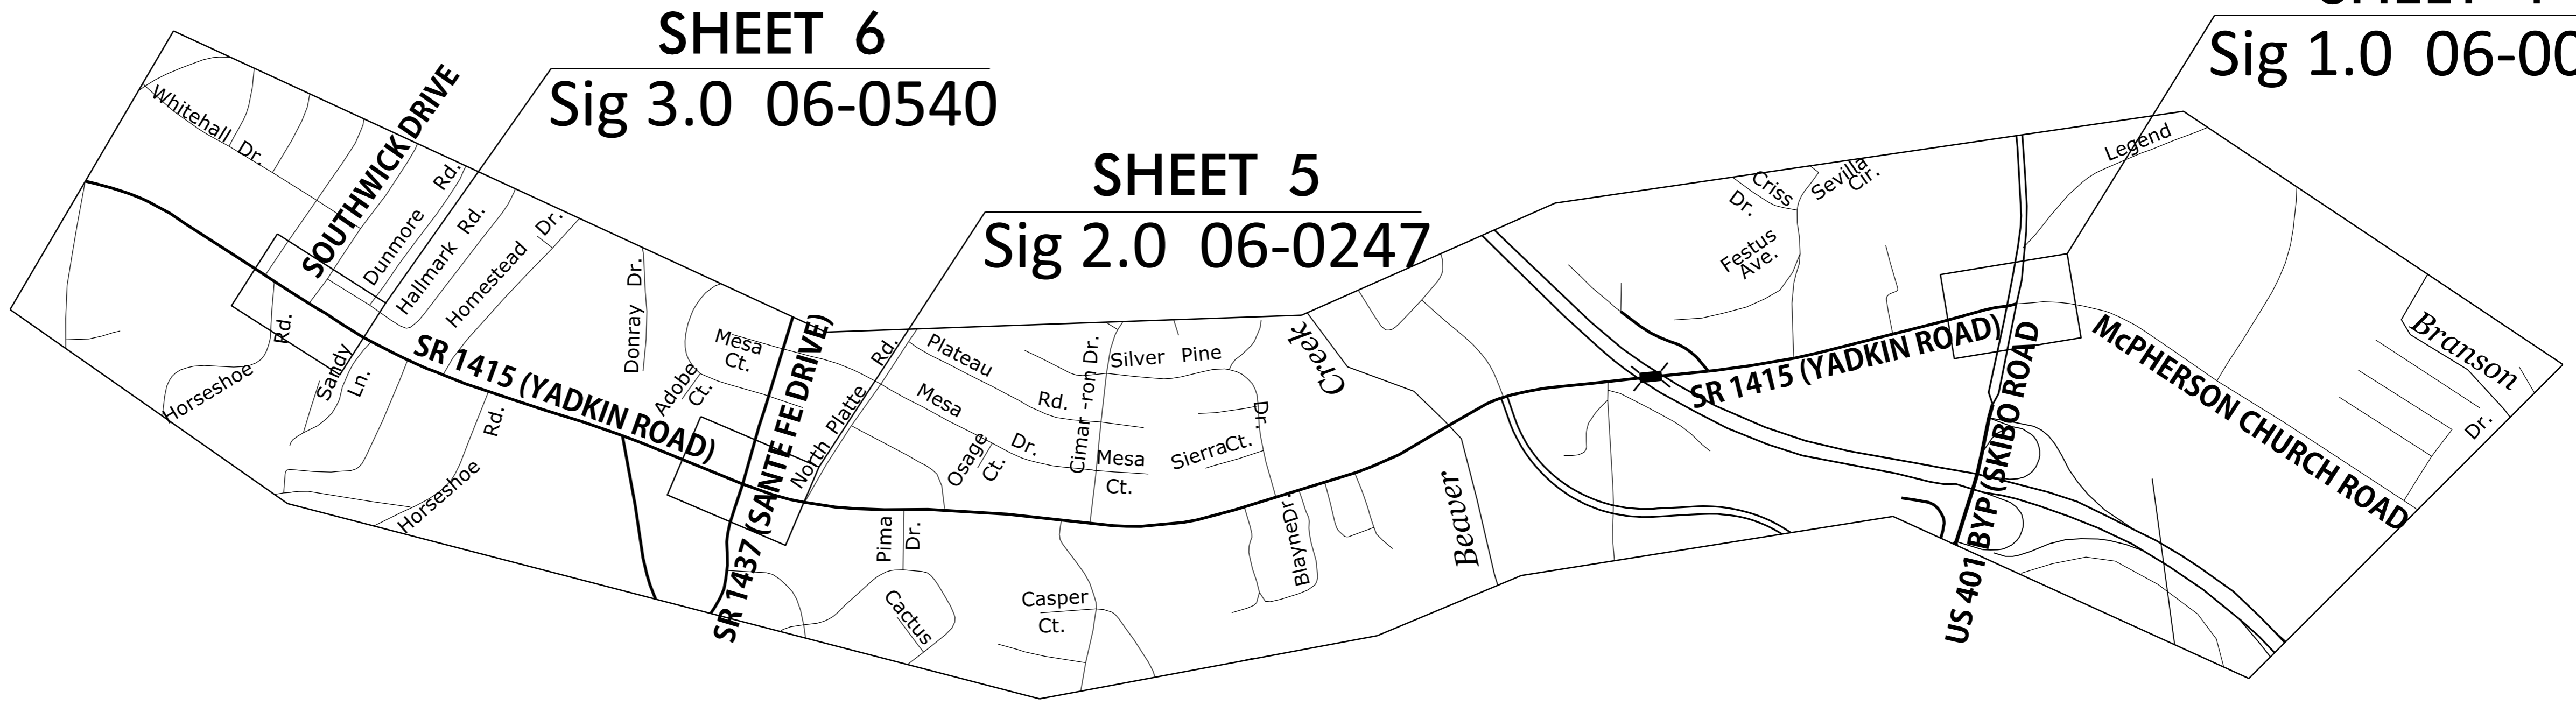 SHEET 6
Sig 3.0 06-0540
SHEET 5
Sig 2.0 06-0247
Sig 1.0 06-00
Whitehall
Dr.
SOUTHWICK DRIVE
Dunmore
Rd.
Hallmark
Rd.
Homestead
Dr.
Donray
Dr.
Mesa
Ct.
Adobe
Ct.
Horseshoe
Rd.
Sandy
Ln.
Horseshoe
Rd.
SR 1415 (YADKIN ROAD)
SR 1437 (SANTE FE DRIVE)
North Platte
Rd.
Plateau
Rd.
Mesa
Dr.
Osage
Ct.
Cimar -ron Dr.
Mesa
Ct.
Silver Pine
Dr.
Sierra Ct.
Creek
Beaver
Pima
Dr.
Cactus
Casper
Ct.
Blayne Dr.
Criss
Dr.
Sevilla
Cir.
Festus
Ave.
SR 1415 (YADKIN ROAD)
Legend
US 401 BYP (SKIBO ROAD)
McPHERSON CHURCH ROAD
Branson
Dr.